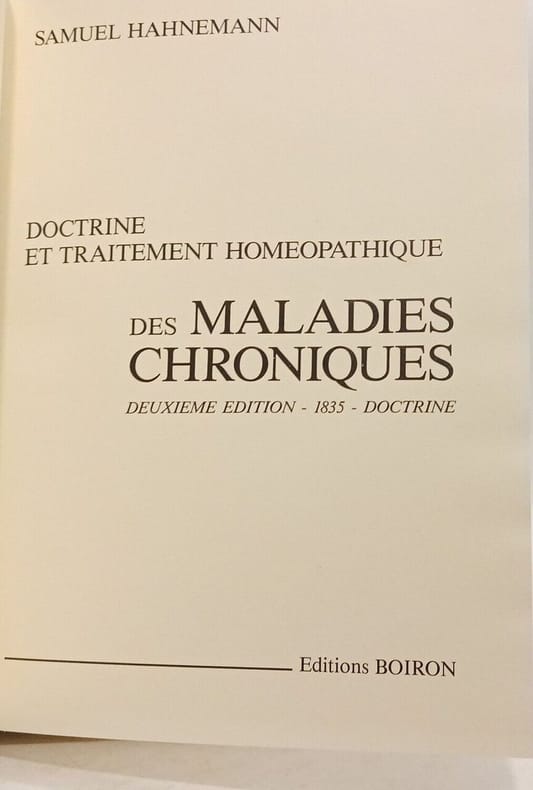 SAMUEL HAHNEMANN
DOCTRINE
ET TRAITEMENT HOMEOPATHIQUE
DES MALADIES
CHRONIQUES
DEUXIEME EDITION - 1835 - DOCTRINE
Editions BOIRON